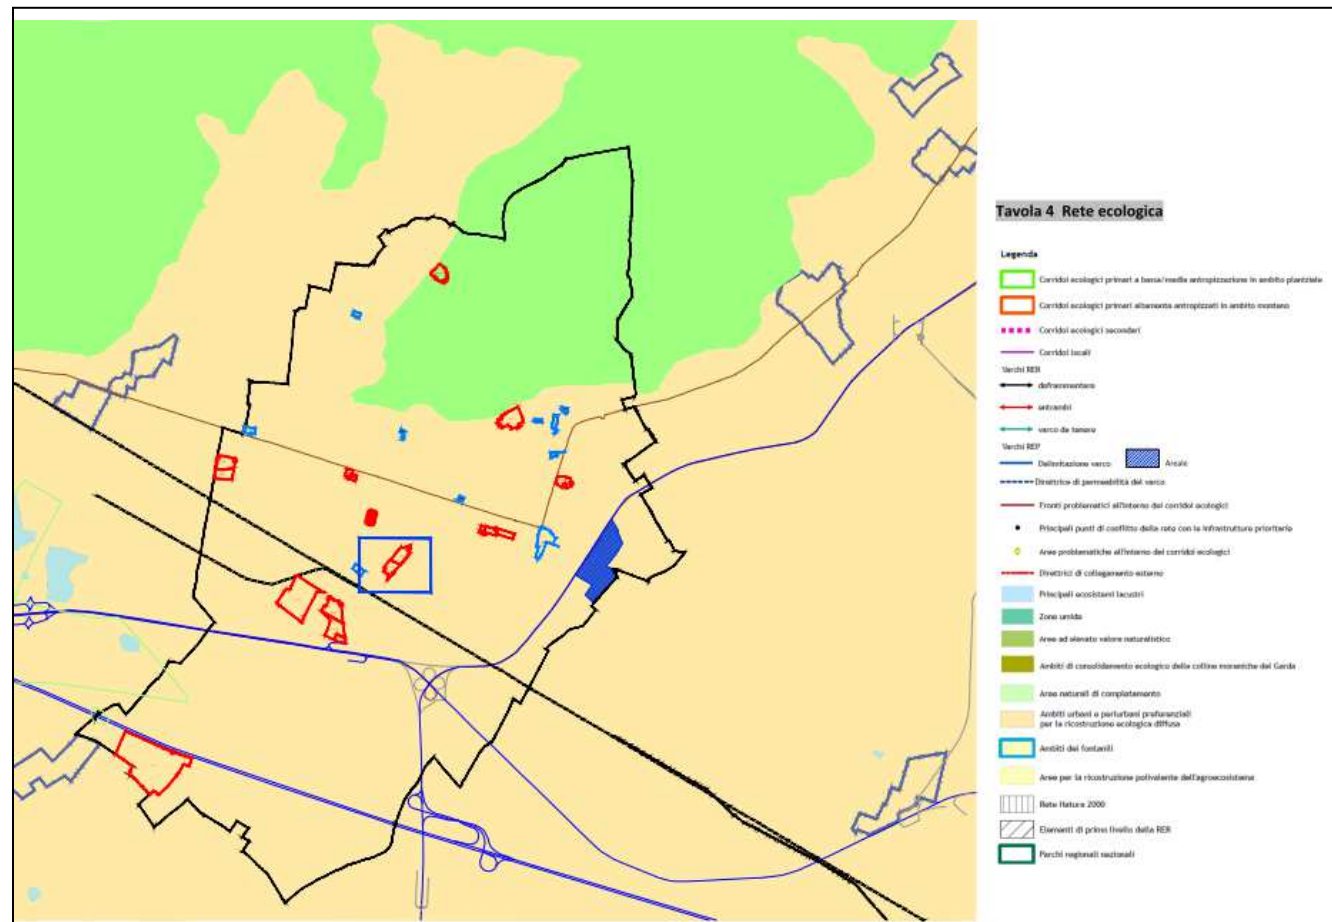 Tavola 4 Rete ecologica
Legenda
Corridoi ecologici primari a bassa/media antropizzazione in ambito planiziale
Corridoi ecologici primari altamente antropizzati in ambito montano
Corridoi ecologici secondari
Corridoi locali
Varchi RER
deframmentare
entrambi
varco da tenere
Varchi REP
Delimitazione varco
Areale
Direttrice di permeabilità del varco
Fronti problematici all'interno dei corridoi ecologici
Principali punti di conflitto della rete con le infrastrutture prioritarie
Aree problematiche all'interno dei corridoi ecologici
Direttrici di collegamento esterno
Principali ecosistemi lacustri
Zone umide
Aree ad elevato valore naturalistico
Ambiti di consolidamento ecologico delle colline moreniche del Garda
Aree naturali di completamento
Ambiti urbani e periurbani preferenziali
per la ricostruzione ecologica diffusa
Ambiti dei fontanili
Aree per la ricostruzione polivalente dell'agroecosistema
Rete Natura 2000
Elementi di primo livello della RER
Parchi regionali nazionali